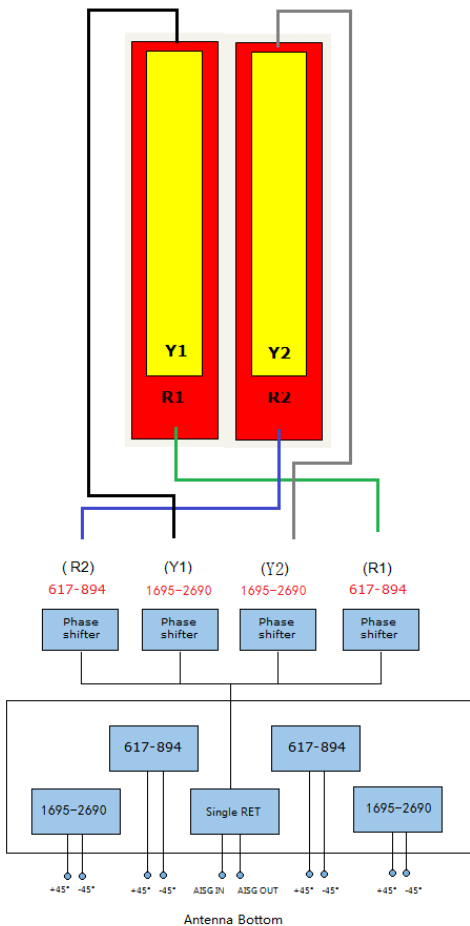 Y1 Y2
R1 R2
( R2) (Y1) (Y2) (R1)
617-894 1695-2690 1695-2690 617-894
Phase shifter
Phase shifter
Phase shifter
Phase shifter
617-894 617-894
1695-2690 Single RET 1695-2690
+45° -45° +45° -45° AISG IN AISG OUT +45° -45° +45° -45°
Antenna Bottom